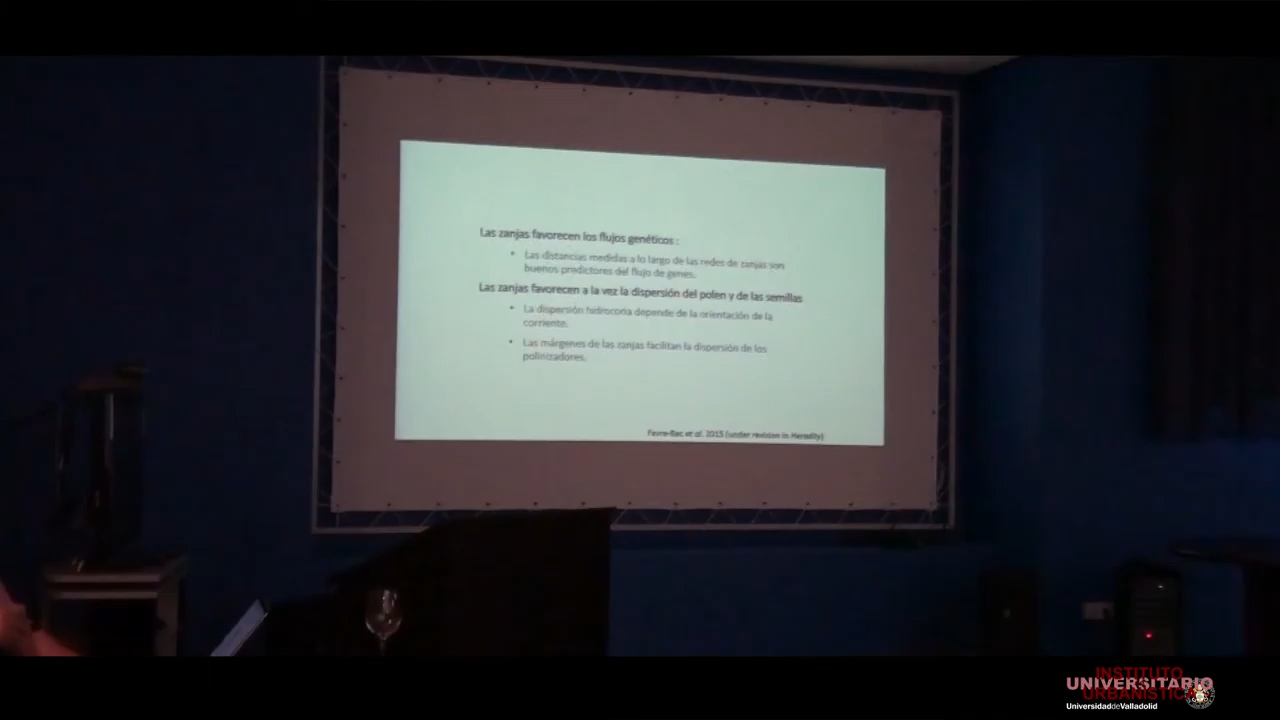 Las zanjas favorecen los flujos genéticos :
• Las distancias medidas a lo largo de las redes de zanjas son
buenos predictores del flujo de genes.
Las zanjas favorecen a la vez la dispersión del polen y de las semillas
• La dispersión hidrocoria depende de la orientación de la
corriente.
• Las márgenes de las zanjas facilitan la dispersión de los
polinizadores.
Favre-Bac et al. 2015 (under revision in Heredity)
INSTITUTO
UNIVERSITARIO
URBANÍSTICA
UniversidaddeValladolid